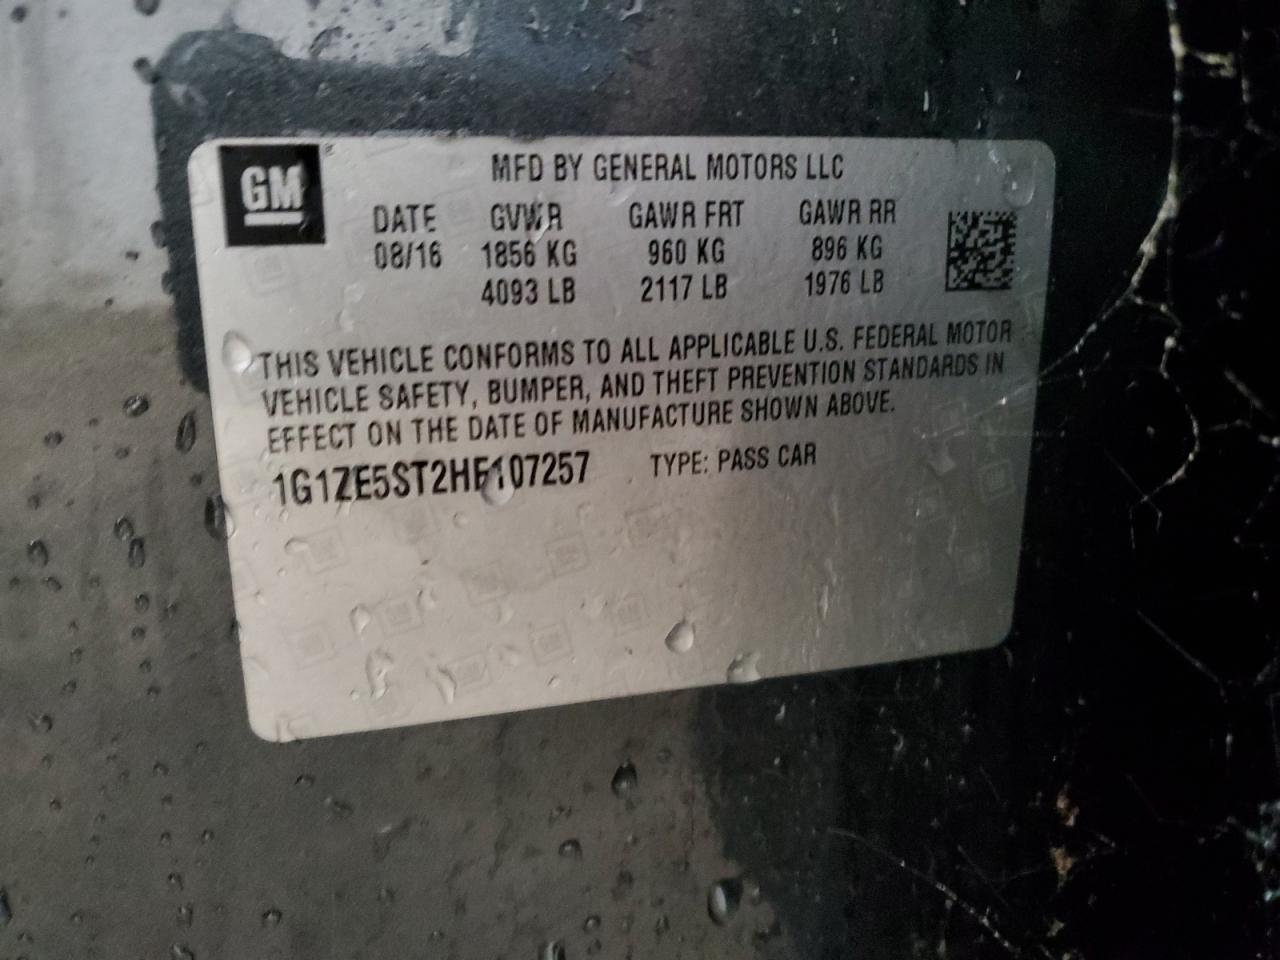 GM
MFD BY GENERAL MOTORS LLC
DATE GVWR GAWR FRT GAWR RR
08/16 1856 KG 960 KG 896 KG
4093 LB 2117 LB 1976 LB
THIS VEHICLE CONFORMS TO ALL APPLICABLE U.S. FEDERAL MOTOR
VEHICLE SAFETY, BUMPER, AND THEFT PREVENTION STANDARDS IN
EFFECT ON THE DATE OF MANUFACTURE SHOWN ABOVE.
1G1ZE5ST2HF107257 TYPE: PASS CAR